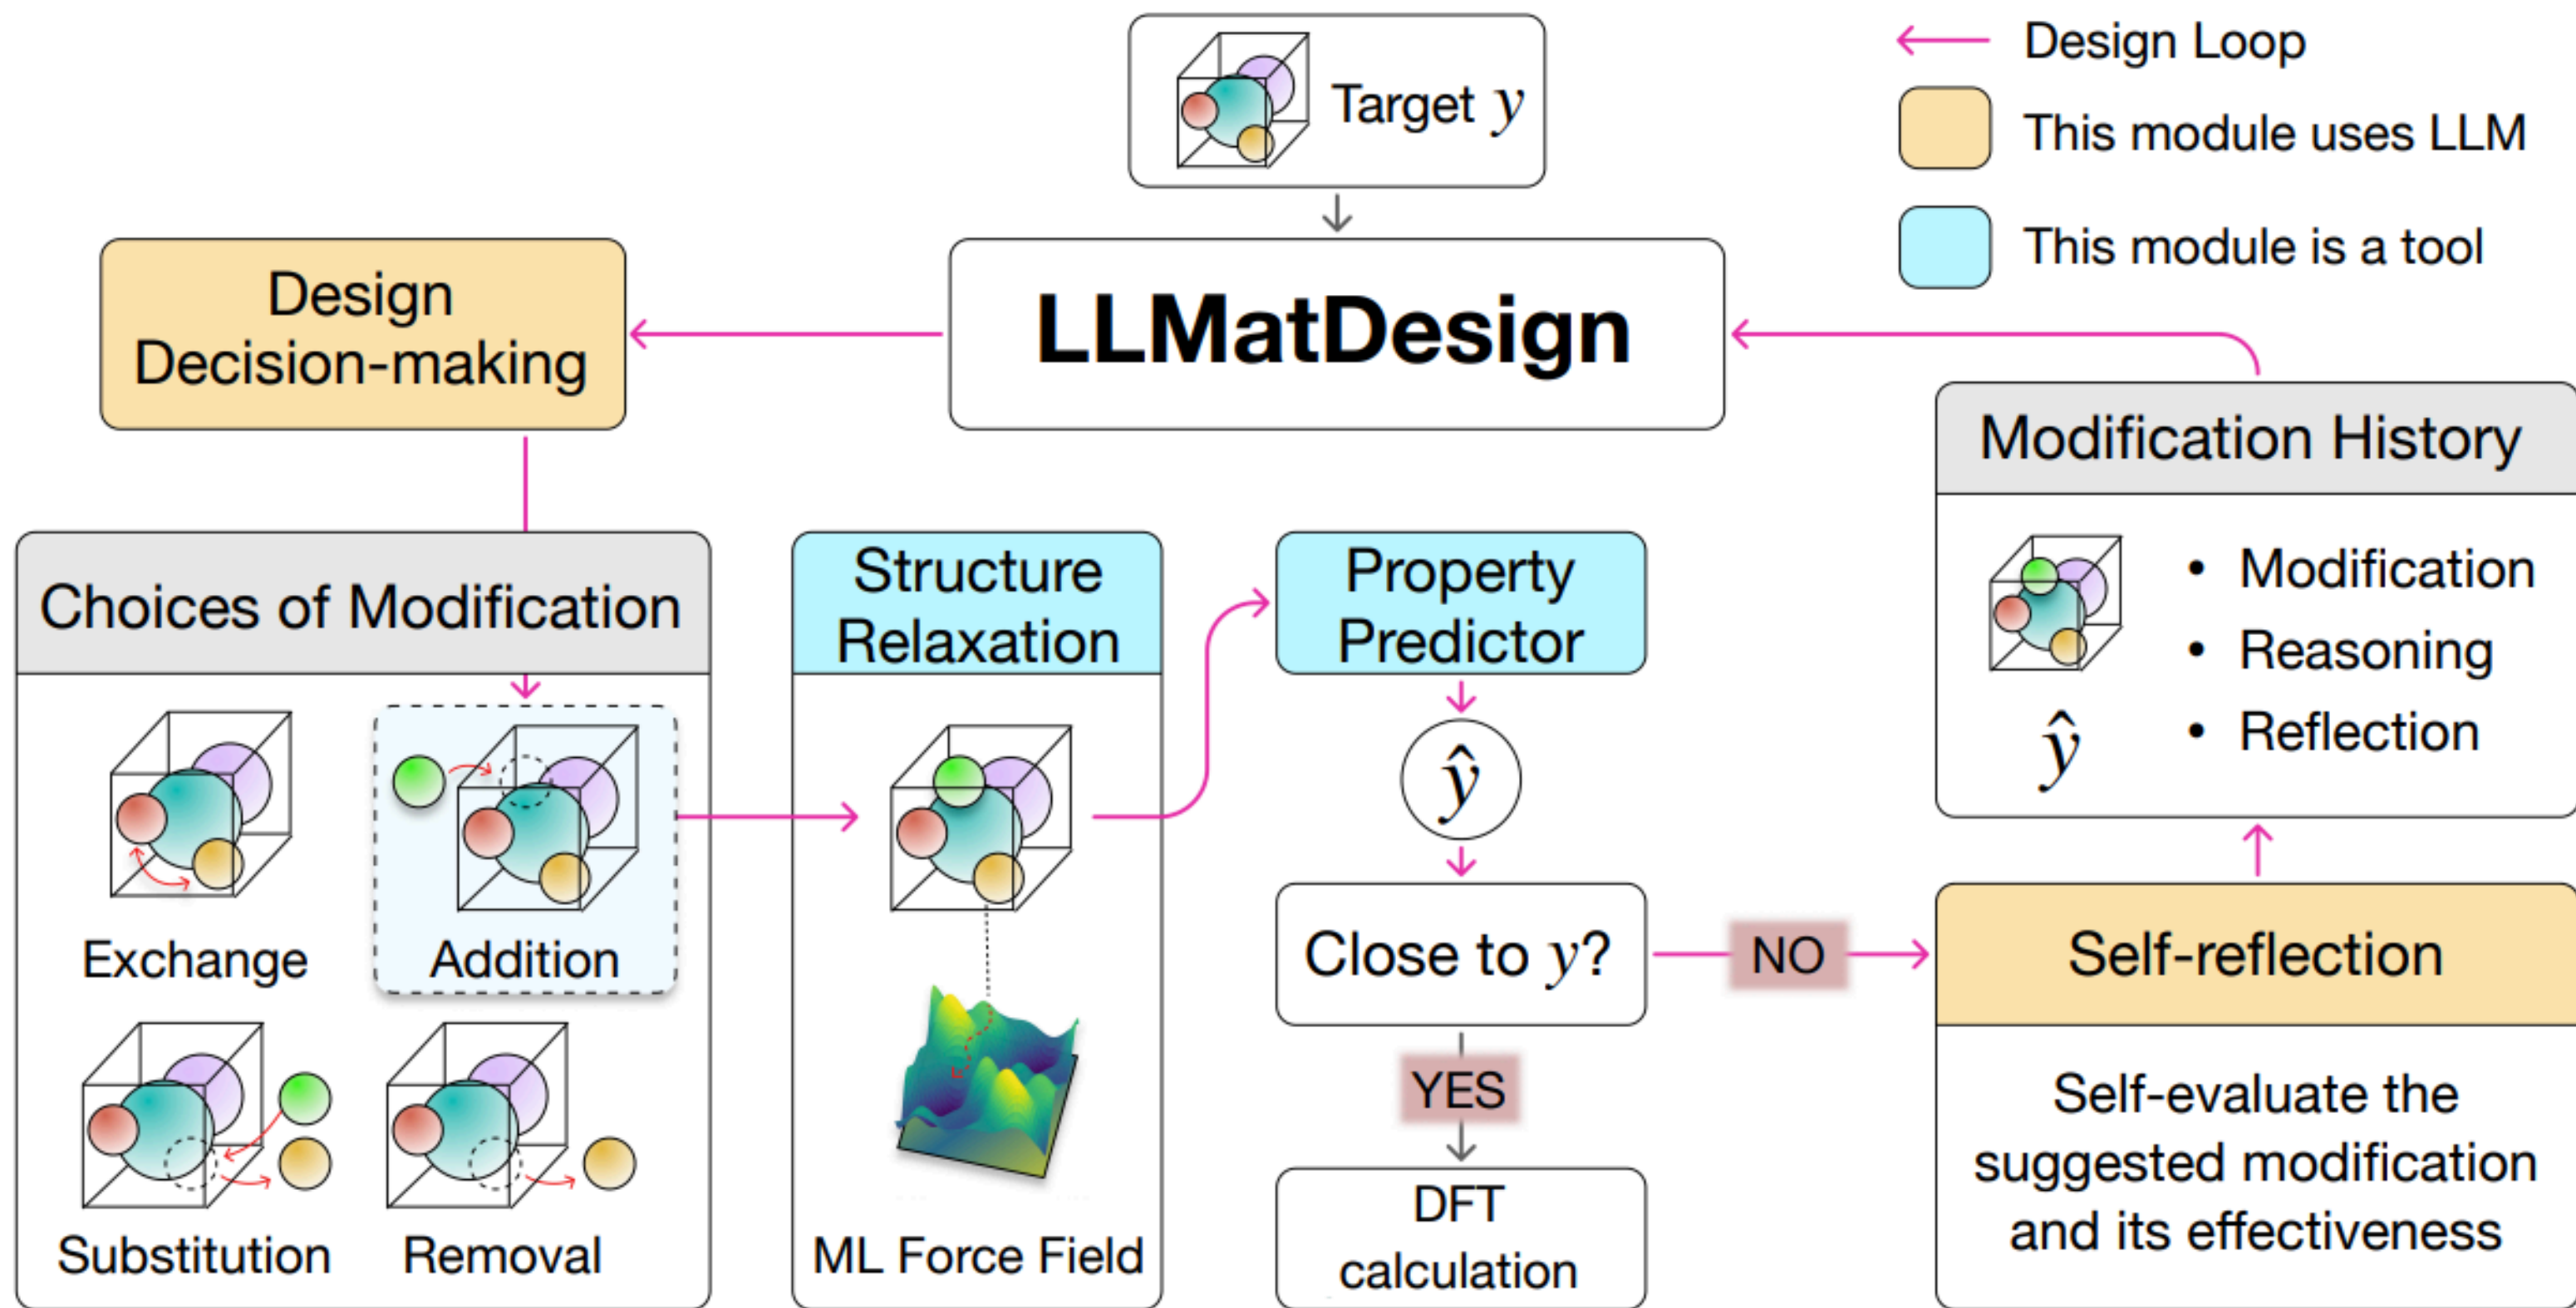 Target y
Design Loop
This module uses LLM
This module is a tool
LLMatDesign
Design
Decision-making
Choices of Modification
Exchange
Addition
Substitution
Removal
Structure
Relaxation
ML Force Field
Property
Predictor
ŷ
Close to y?
NO
YES
DFT
calculation
Modification History
• Modification
• Reasoning
• Reflection
ŷ
Self-reflection
Self-evaluate the
suggested modification
and its effectiveness